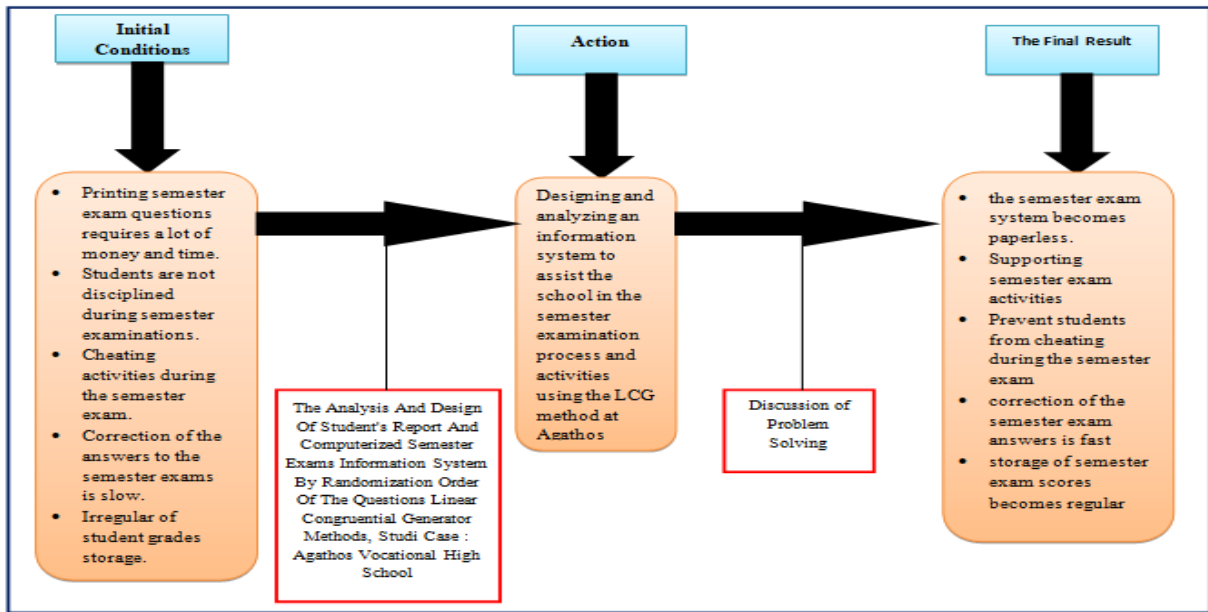 Initial
Conditions
Action
The Final Result
• Printing semester
exam questions
requires a lot of
money and time.
• Students are not
disciplined during
semester
examinations.
• Cheating
activities during
the semester
exam.
• Correction of the
answers to the
semester exams
is slow.
• Irregular of
student grades
storage.
The Analysis And Design
Of Student's Report And
Computerized Semester
Exams Information System
By Randomization Order
Of The Questions Linear
Congruential Generator
Methods, Studi Case :
Agathos Vocational High
School
Designing and
analyzing an
information
system to
assist the
school in the
semester
examination
process and
activities
using the LCG
method at
Agathos
Discussion of
Problem
Solving
• the semester exam
system becomes
paperless.
• Supporting
semester exam
activities
• Prevent students
from cheating
during the semester
exam
• correction of the
semester exam
answers is fast
• storage of semester
exam scores
becomes regular